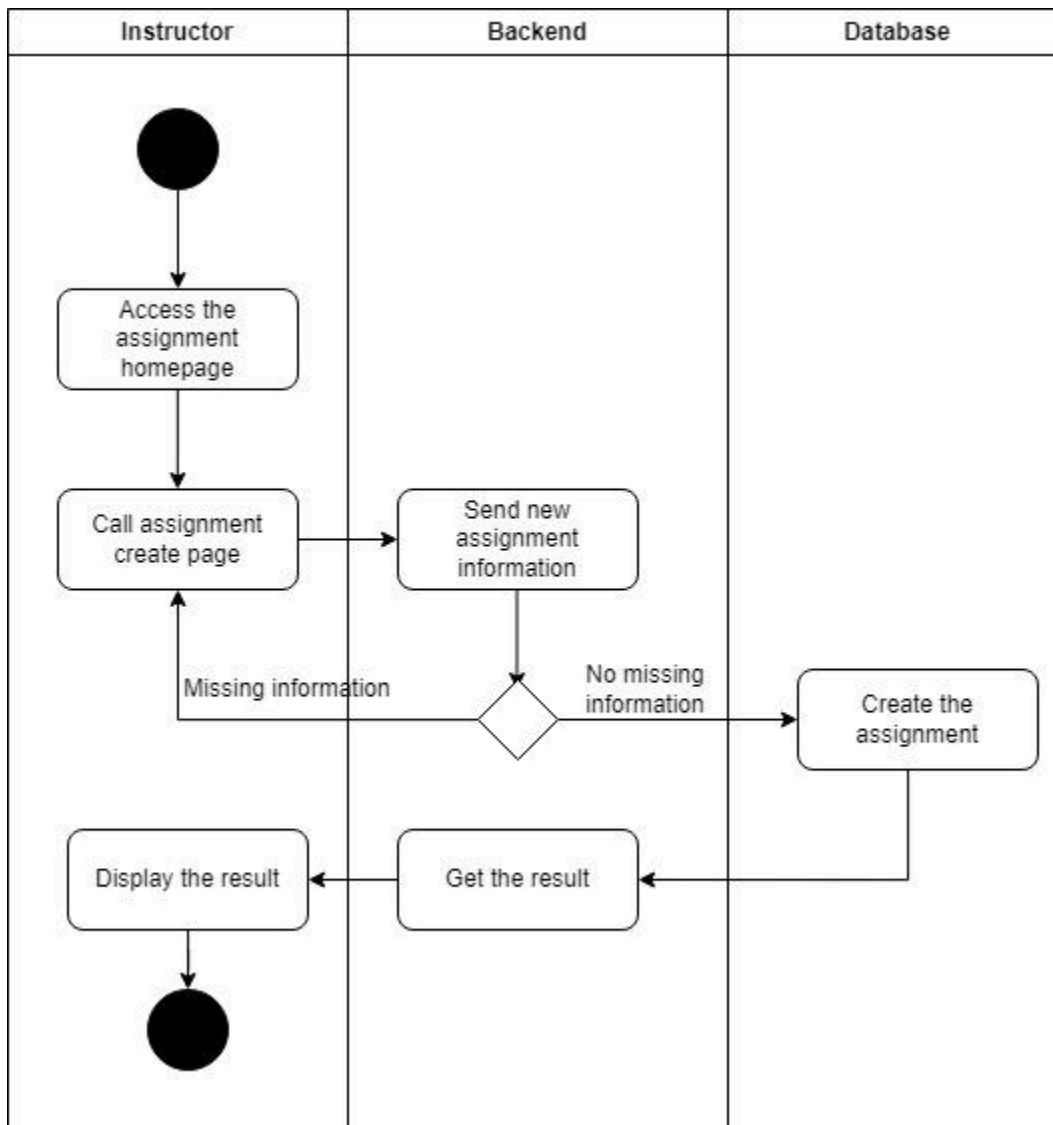 Instructor
Backend
Database
Access the
assignment
homepage
Call assignment
create page
Send new
assignment
information
Missing information
No missing
information
Create the
assignment
Display the result
Get the result